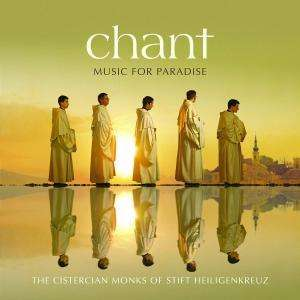 chant
MUSIC FOR PARADISE
THE CISTERCIAN MONKS OF STIFT HEILIGENKREUZ